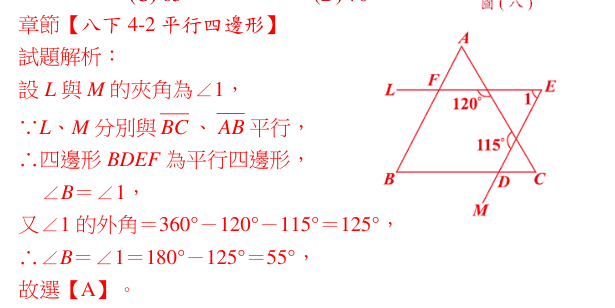 圖(八)
章節【八下 4-2 平行四邊形】
試題解析：
設 L 與 M 的夾角為∠1，
∵L、M 分別與 BC 、 AB 平行，
∴四邊形 BDEF 為平行四邊形，
∠B＝∠1，
又∠1 的外角＝360°－120°－115°＝125°，
∴∠B＝∠1＝180°－125°＝55°，
故選【A】。
A
L
F
E
120°
1
115°
B
D
C
M